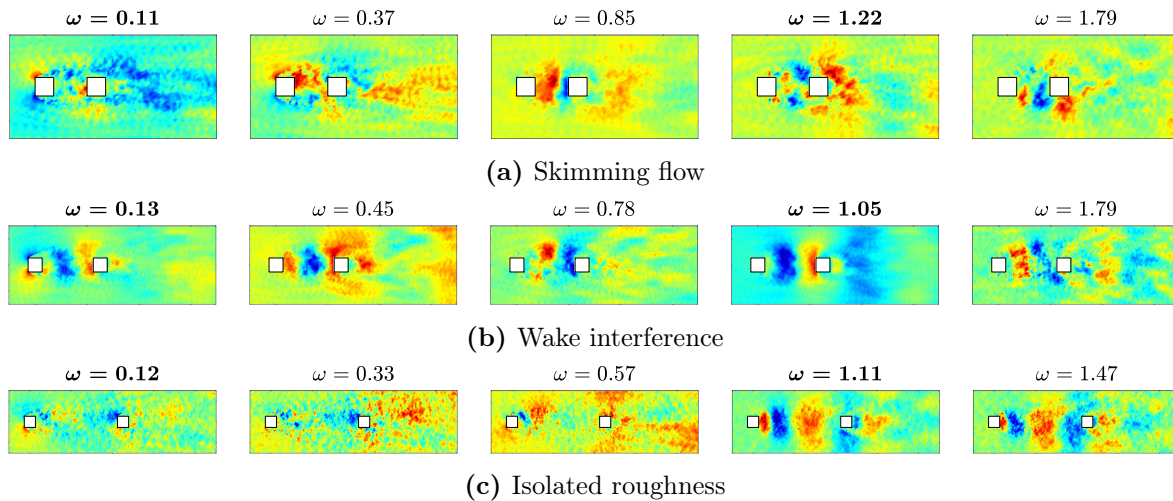 ω = 0.11 ω = 0.37 ω = 0.85 ω = 1.22 ω = 1.79
(a) Skimming flow
ω = 0.13 ω = 0.45 ω = 0.78 ω = 1.05 ω = 1.79
(b) Wake interference
ω = 0.12 ω = 0.33 ω = 0.57 ω = 1.11 ω = 1.47
(c) Isolated roughness